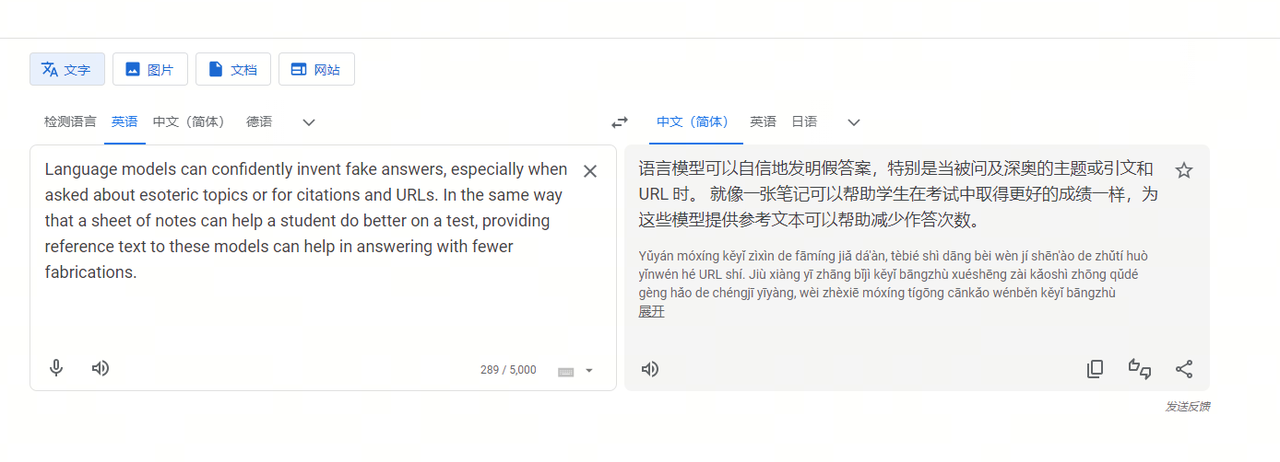 文字 图片 文档 网站
检测语言 英语 中文（简体） 德语 中文（简体） 英语 日语
Language models can confidently invent fake answers, especially when
asked about esoteric topics or for citations and URLs. In the same way
that a sheet of notes can help a student do better on a test, providing
reference text to these models can help in answering with fewer
fabrications.
289 / 5,000
语言模型可以自信地发明假答案，特别是当被问及深奥的主题或引文和
URL 时。 就像一张笔记可以帮助学生在考试中取得更好的成绩一样，为
这些模型提供参考文本可以帮助减少作答次数。
Yǔyán móxíng kěyǐ zìxìn de fāmíng jiǎ dá'àn, tèbié shì dāng bèi wèn jí shēn'ào de zhǔtí huò
yǐnwén hé URL shí. Jiù xiàng yī zhāng bǐjì kěyǐ bāngzhù xuéshēng zài kǎoshì zhōng qǔdé
gèng hǎo de chéngjī yīyàng, wèi zhèxiē móxíng tígōng cānkǎo wénběn kěyǐ bāngzhù
展开
发送反馈